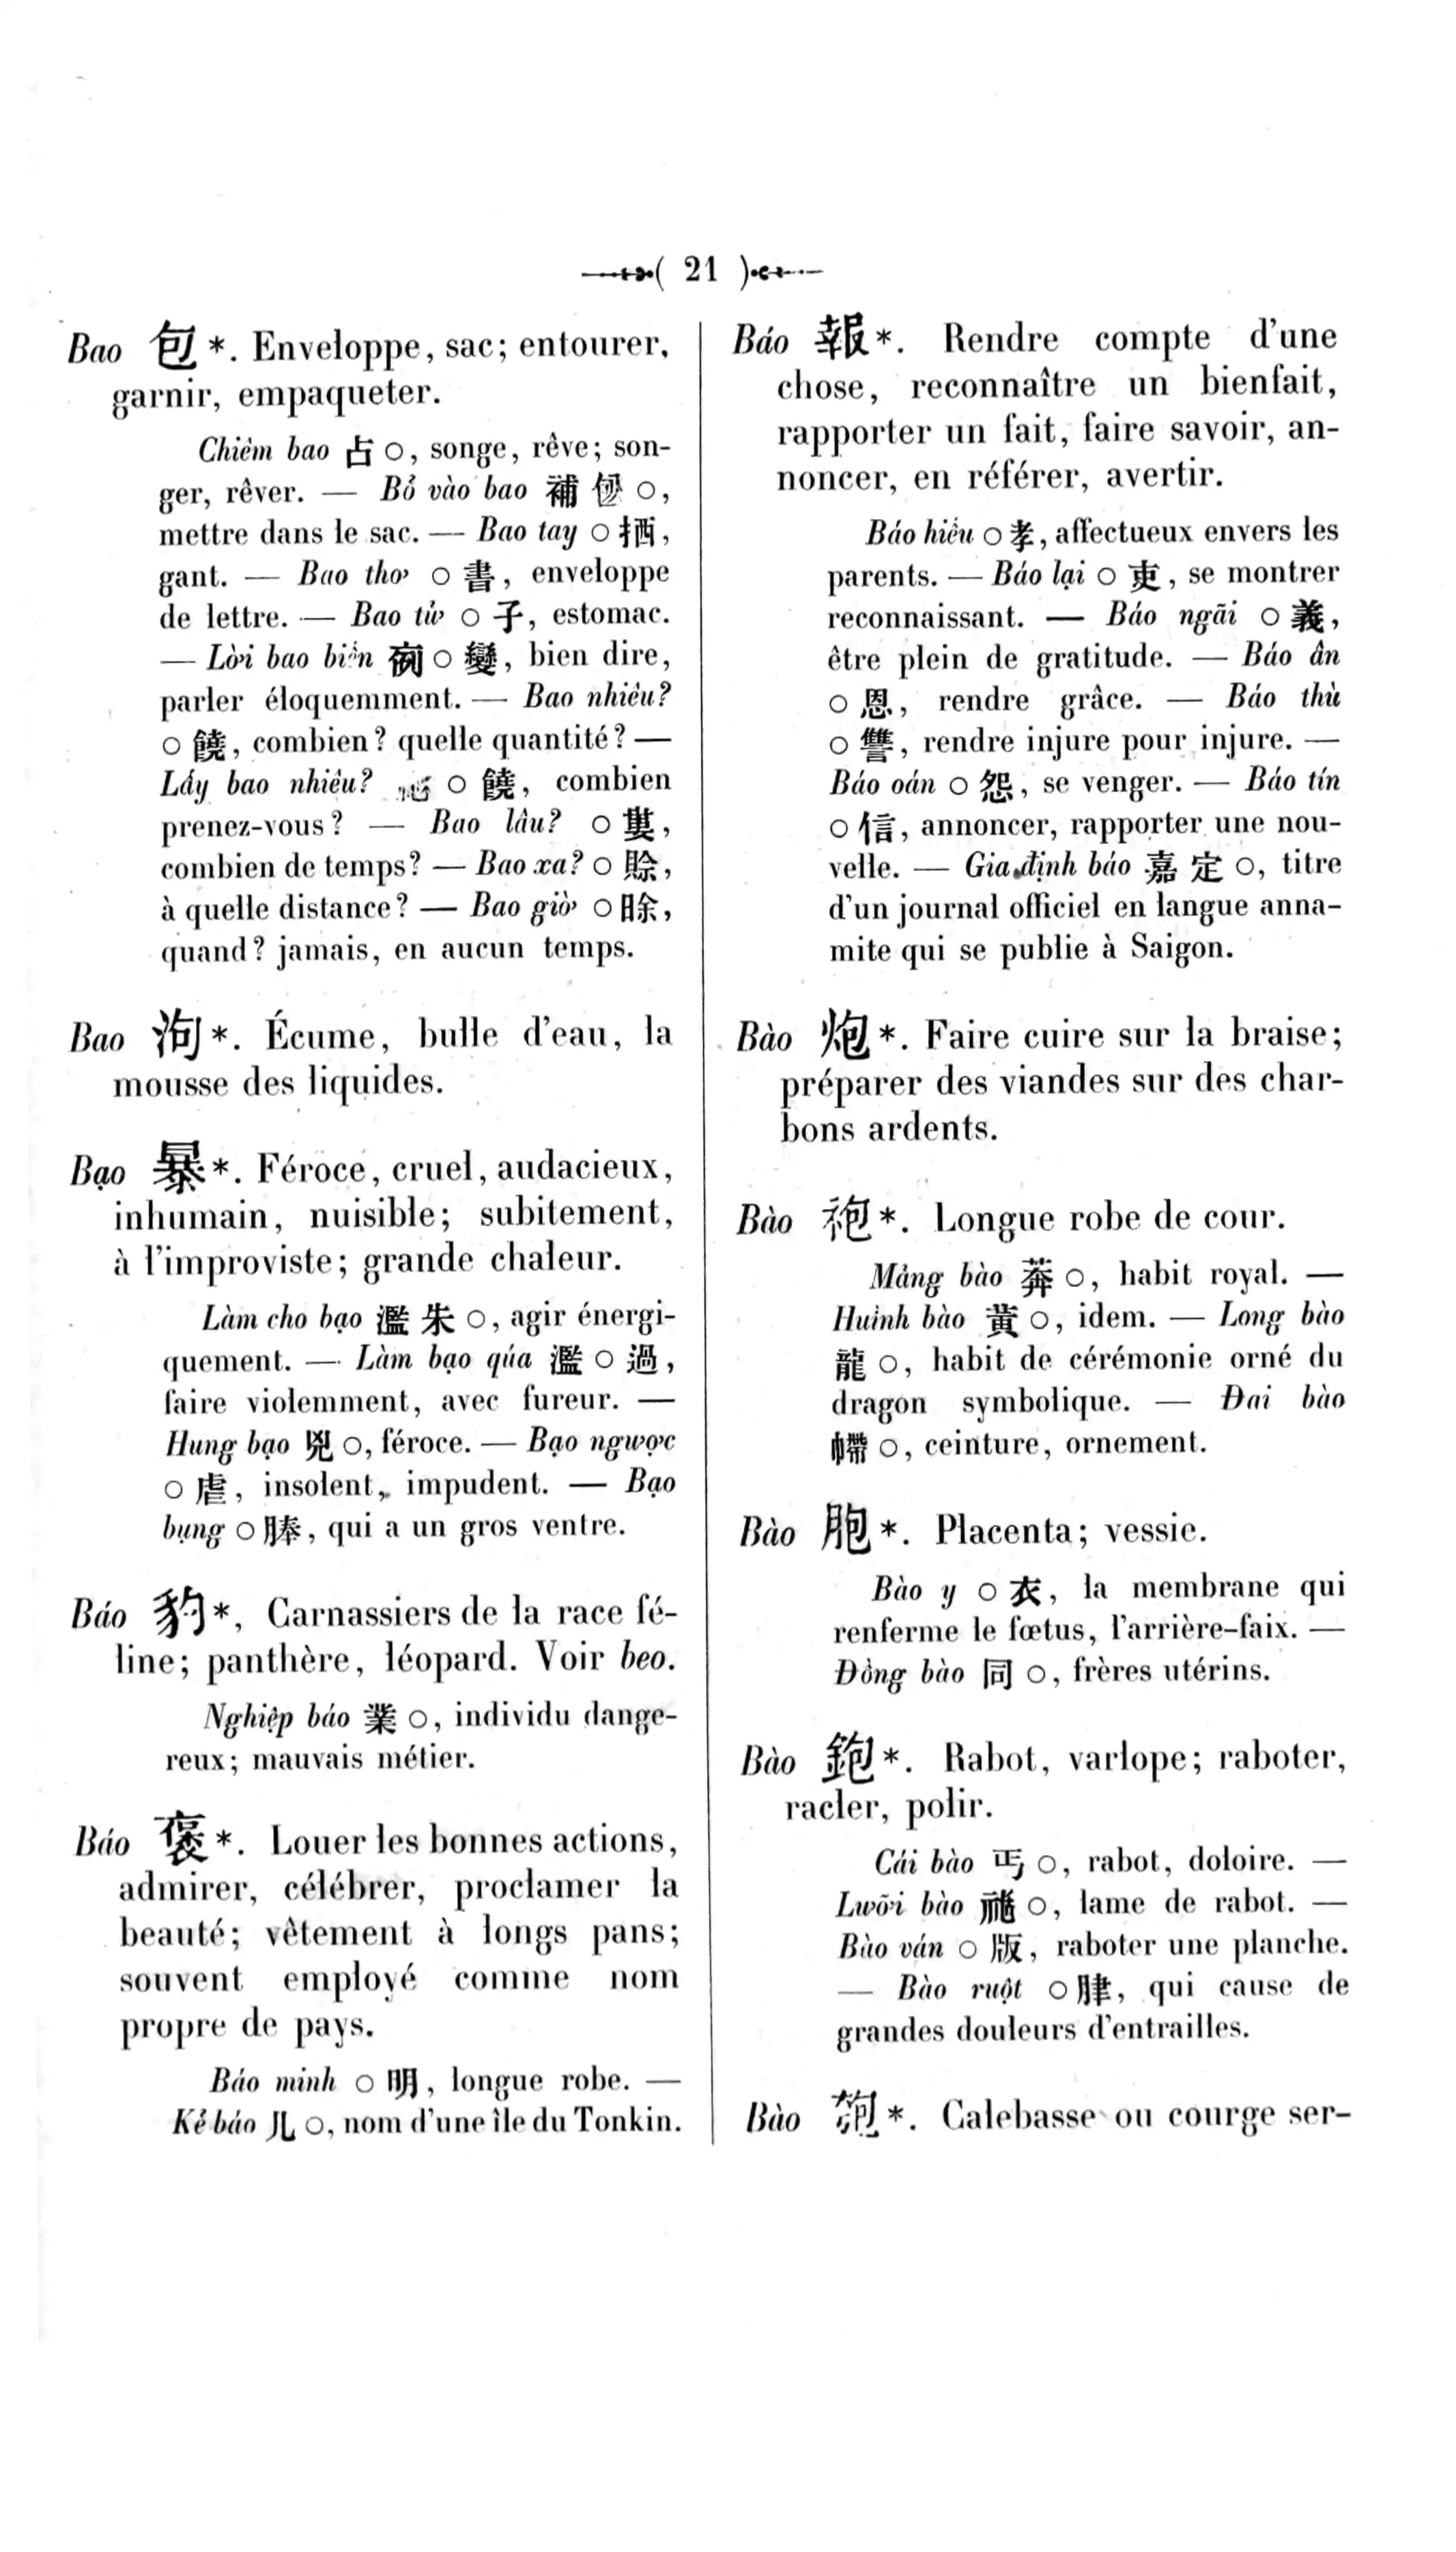 ( 21 )
Bao 包 *. Enveloppe, sac; entourer,
garnir, empaqueter.
Chiêm bao 占 ○, songe, rêve; son-
ger, rêver. — Bỏ vào bao 補 ○,
mettre dans le sac. — Bao tay ○ 拪,
gant. — Bao thơ ○ 書, enveloppe
de lettre. — Bao tử ○ 子, estomac.
— Lời bao biến ○ 變, bien dire,
parler éloquemment. — Bao nhiêu?
○ 饒, combien? quelle quantité? —
Lấy bao nhiêu? ○ 饒, combien
prenez-vous? — Bao lâu? ○ 婁,
combien de temps? — Bao xa? ○ 賒,
à quelle distance? — Bao giờ ○ 𣇞,
quand? jamais, en aucun temps.
Bao 泡 *. Écume, bulle d'eau, la
mousse des liquides.
Bạo 暴 *. Féroce, cruel, audacieux,
inhumain, nuisible; subitement,
à l'improviste; grande chaleur.
Làm cho bạo 濫 朱 ○, agir énergi-
quement. — Làm bạo qúa 濫 ○ 過,
faire violemment, avec fureur. —
Hung bạo 兇 ○, féroce. — Bạo ngược
○ 虐, insolent, impudent. — Bạo
bụng ○ 䏾, qui a un gros ventre.
Báo 豹 *, Carnassiers de la race fé-
line; panthère, léopard. Voir beo.
Nghiệp báo 業 ○, individu dange-
reux; mauvais métier.
Báo 褒 *. Louer les bonnes actions,
admirer, célébrer, proclamer la
beauté; vêtement à longs pans;
souvent employé comme nom
propre de pays.
Báo minh ○ 明, longue robe. —
Kẻ báo 儿 ○, nom d'une île du Tonkin.
Báo 報 *. Rendre compte d'une
chose, reconnaître un bienfait,
rapporter un fait, faire savoir, an-
noncer, en référer, avertir.
Báo hiếu ○ 孝, affectueux envers les
parents. — Báo lại ○ 吏, se montrer
reconnaissant. — Báo ngãi ○ 義,
être plein de gratitude. — Báo ân
○ 恩, rendre grâce. — Báo thù
○ 讐, rendre injure pour injure. —
Báo oán ○ 怨, se venger. — Báo tín
○ 信, annoncer, rapporter une nou-
velle. — Gia định báo 嘉 定 ○, titre
d'un journal officiel en langue anna-
mite qui se publie à Saigon.
Bào 炮 *. Faire cuire sur la braise;
préparer des viandes sur des char-
bons ardents.
Bào 袍 *. Longue robe de cour.
Mảng bào 莽 ○, habit royal. —
Huình bào 黃 ○, idem. — Long bào
龍 ○, habit de cérémonie orné du
dragon symbolique. — Đai bào
㡌 ○, ceinture, ornement.
Bào 胞 *. Placenta; vessie.
Bào y ○ 衣, la membrane qui
renferme le fœtus, l'arrière-faix. —
Đồng bào 同 ○, frères utérins.
Bào 鉋 *. Rabot, varlope; raboter,
racler, polir.
Cái bào 丐 ○, rabot, doloire. —
Lưỡi bào ○, lame de rabot. —
Bào ván ○ 版, raboter une planche.
— Bào ruột ○ 𦛌, qui cause de
grandes douleurs d'entrailles.
Bào 匏 *. Calebasse ou courge ser-